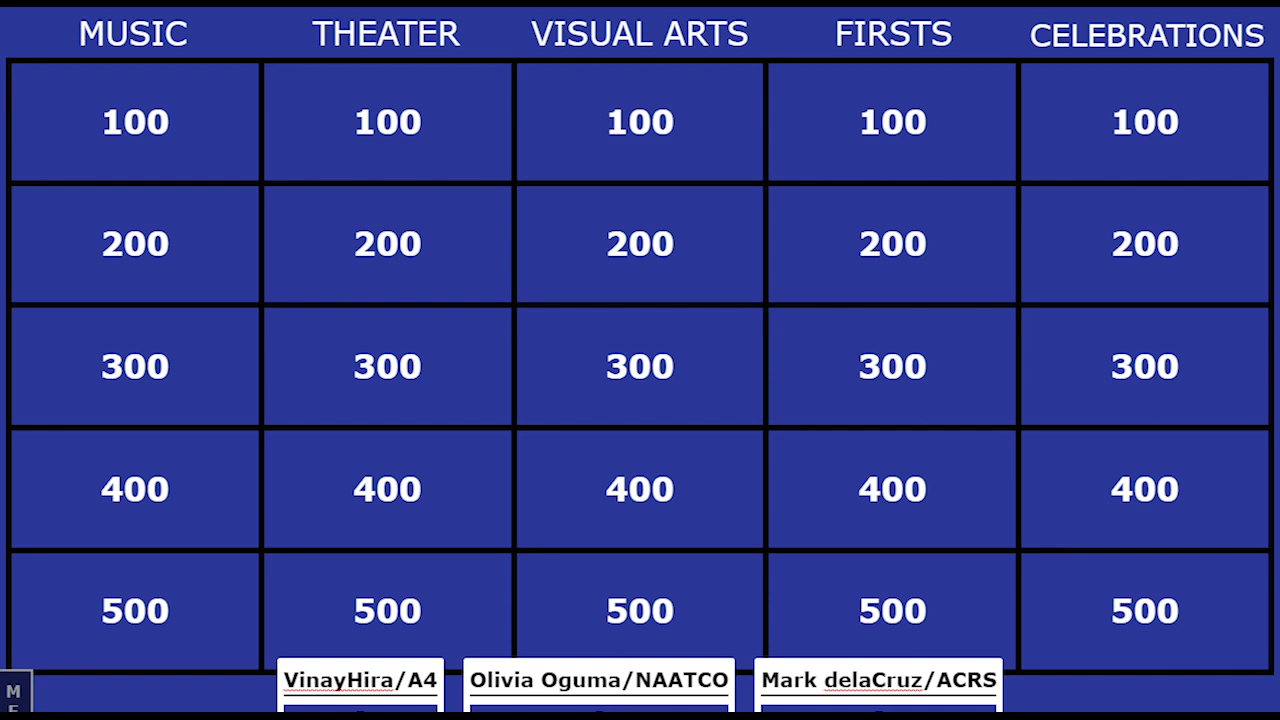 MUSIC THEATER VISUAL ARTS FIRSTS CELEBRATIONS
100 100 100 100 100
200 200 200 200 200
300 300 300 300 300
400 400 400 400 400
500 500 500 500 500
VinayHira/A4 Olivia Oguma/NAATCO Mark delaCruz/ACRS
M